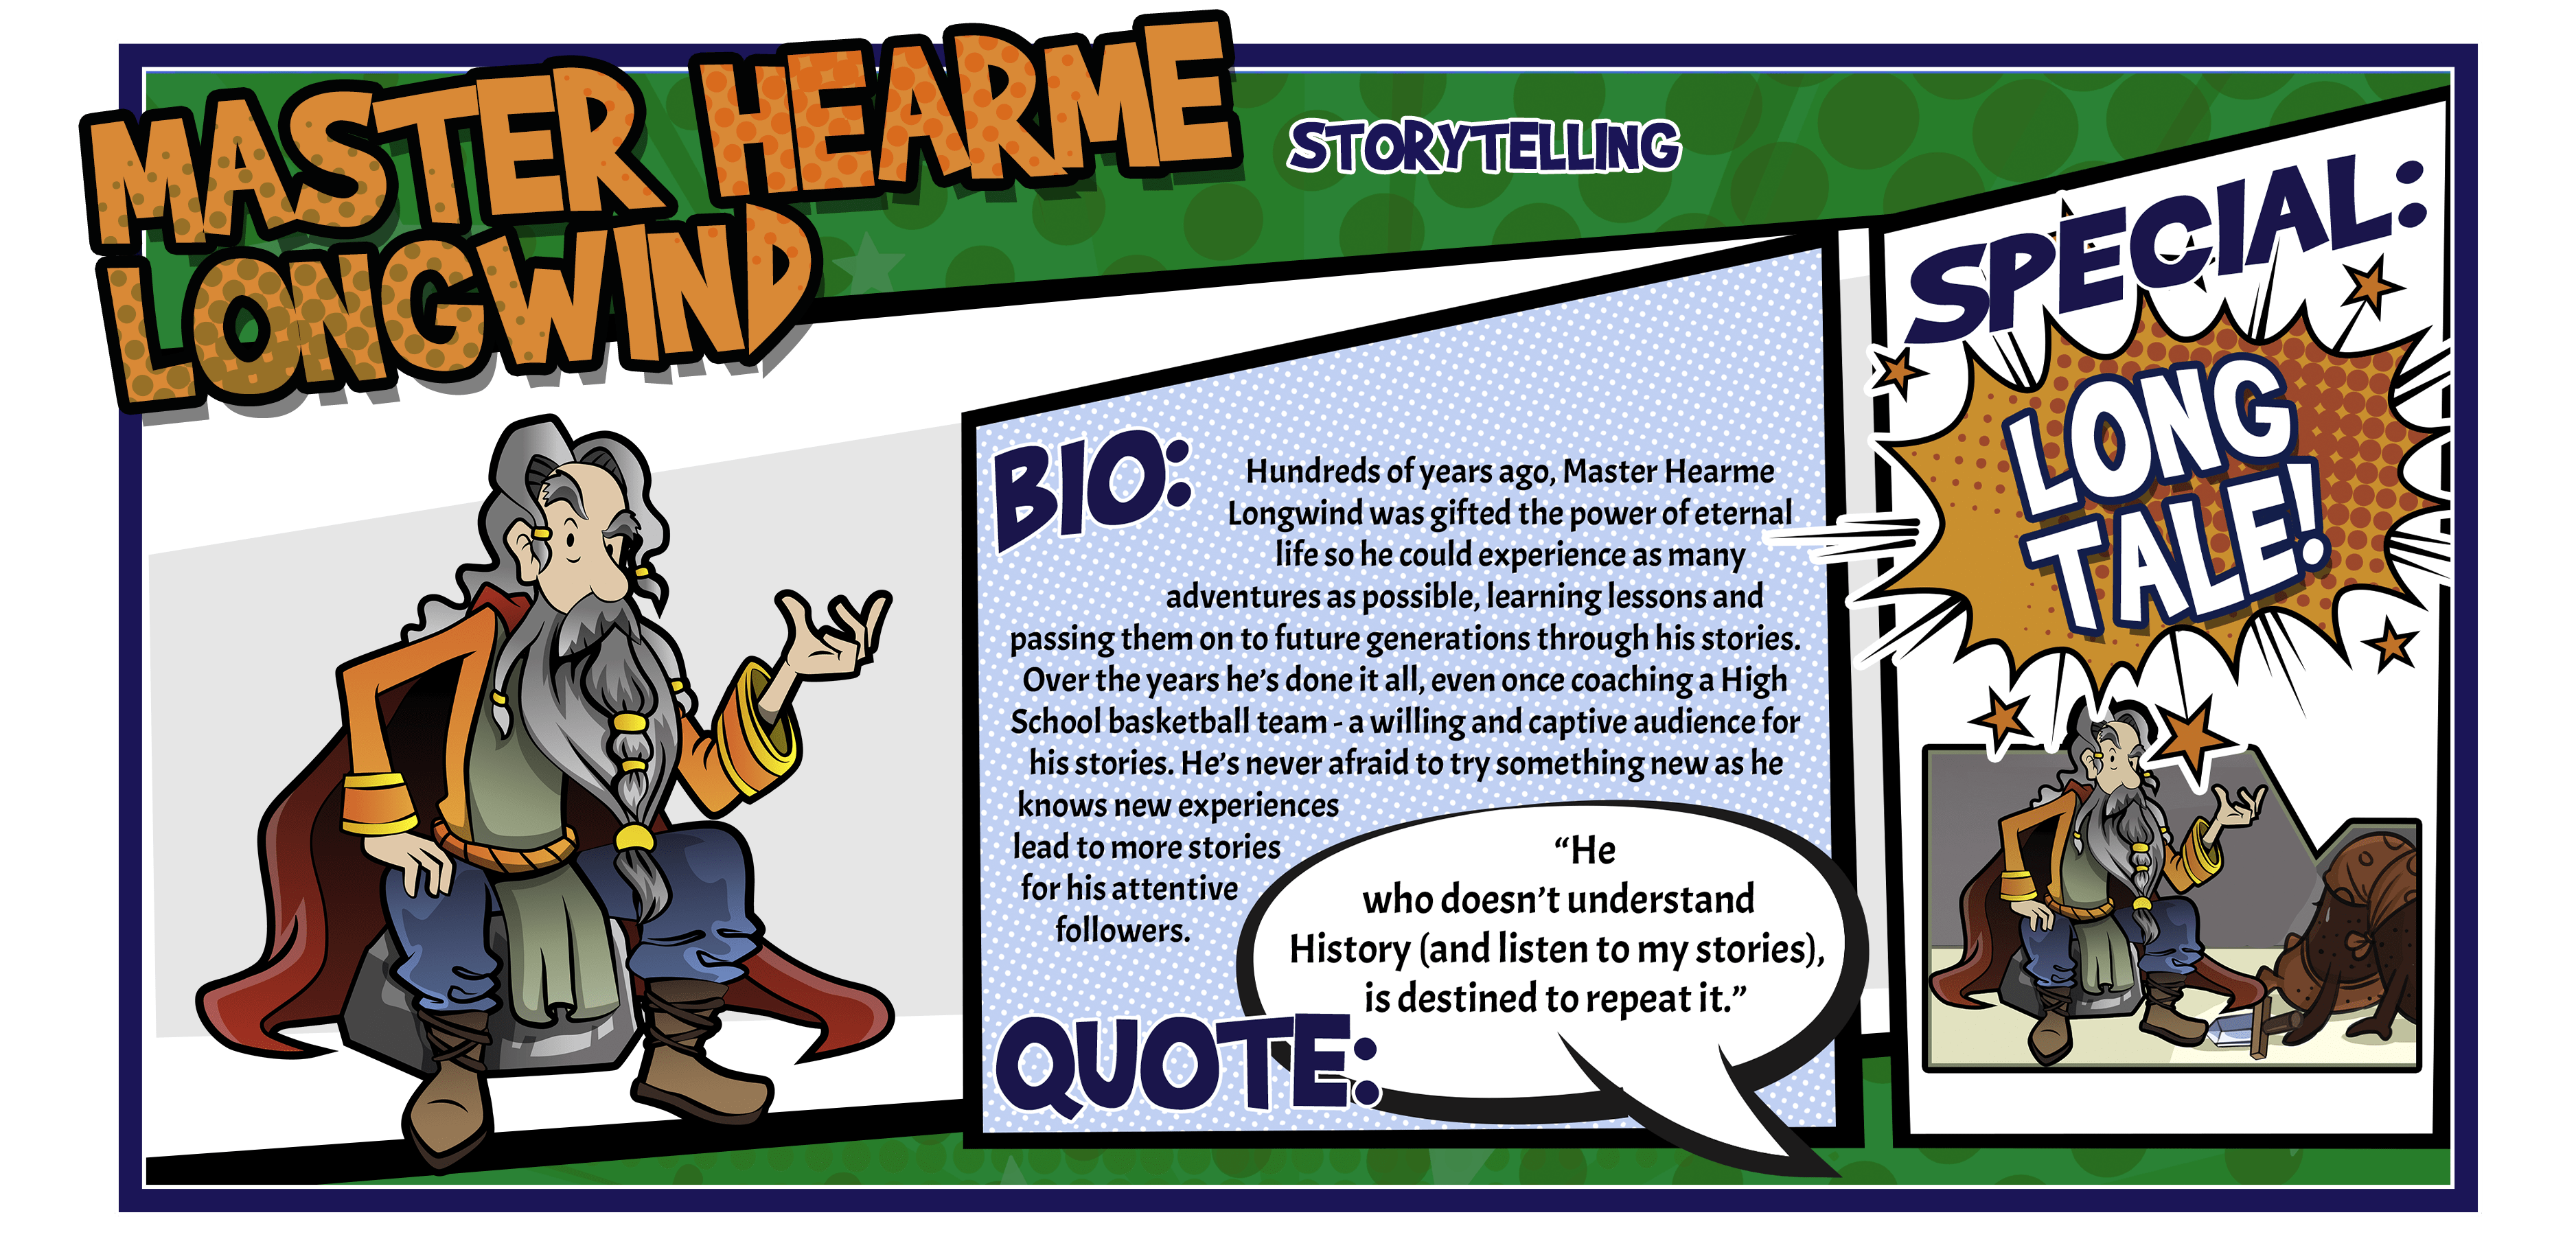 MASTER HEARME
LONGWIND
STORYTELLING
BIO:
Hundreds of years ago, Master Hearme
Longwind was gifted the power of eternal
life so he could experience as many
adventures as possible, learning lessons and
passing them on to future generations through his stories.
Over the years he’s done it all, even once coaching a High
School basketball team - a willing and captive audience for
his stories. He’s never afraid to try something new as he
knows new experiences
lead to more stories
for his attentive
followers.
QUOTE:
“He
who doesn’t understand
History (and listen to my stories),
is destined to repeat it.”
SPECIAL:
LONG
TALE!